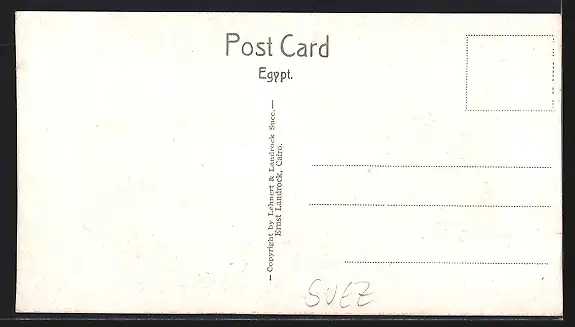 Post Card
Egypt.
— Copyright by Lehnert & Landrock Succ.—
Ernst Landrock, Cairo.
SUEZ